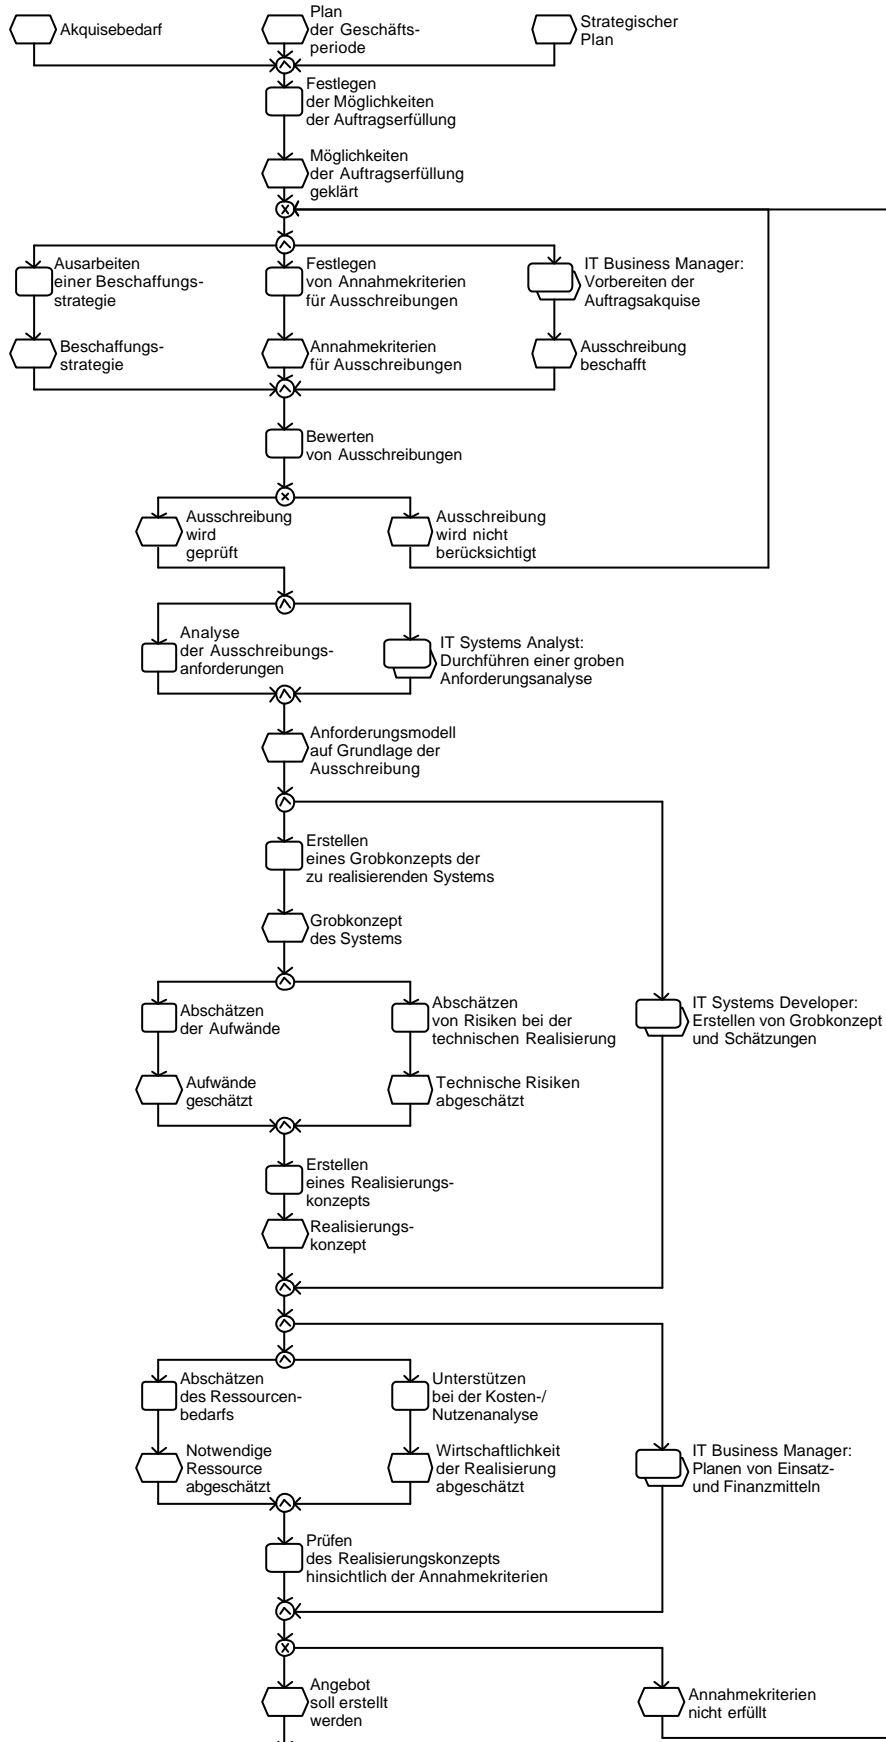 Akquisebedarf
Plan
der Geschäfts-
periode
Strategischer
Plan
Festlegen
der Möglichkeiten
der Auftragserfüllung
Möglichkeiten
der Auftragserfüllung
geklärt
Ausarbeiten
einer Beschaffungs-
strategie
Festlegen
von Annahmekriterien
für Ausschreibungen
IT Business Manager:
Vorbereiten der
Auftragsakquise
Beschaffungs-
strategie
Annahmekriterien
für Ausschreibungen
Ausschreibung
beschafft
Bewerten
von Ausschreibungen
Ausschreibung
wird
geprüft
Ausschreibung
wird nicht
berücksichtigt
Analyse
der Ausschreibungs-
anforderungen
IT Systems Analyst:
Durchführen einer groben
Anforderungsanalyse
Anforderungsmodell
auf Grundlage der
Ausschreibung
Erstellen
eines Grobkonzepts der
zu realisierenden Systems
Grobkonzept
des Systems
Abschätzen
der Aufwände
Abschätzen
von Risiken bei der
technischen Realisierung
IT Systems Developer:
Erstellen von Grobkonzept
und Schätzungen
Aufwände
geschätzt
Technische Risiken
abgeschätzt
Erstellen
eines Realisierungs-
konzepts
Realisierungs-
konzept
Abschätzen
des Ressourcen-
bedarfs
Unterstützen
bei der Kosten-/
Nutzenanalyse
Notwendige
Ressource
abgeschätzt
Wirtschaftlichkeit
der Realisierung
abgeschätzt
IT Business Manager:
Planen von Einsatz-
und Finanzmitteln
Prüfen
des Realisierungskonzepts
hinsichtlich der Annahmekriterien
Angebot
soll erstellt
werden
Annahmekriterien
nicht erfüllt